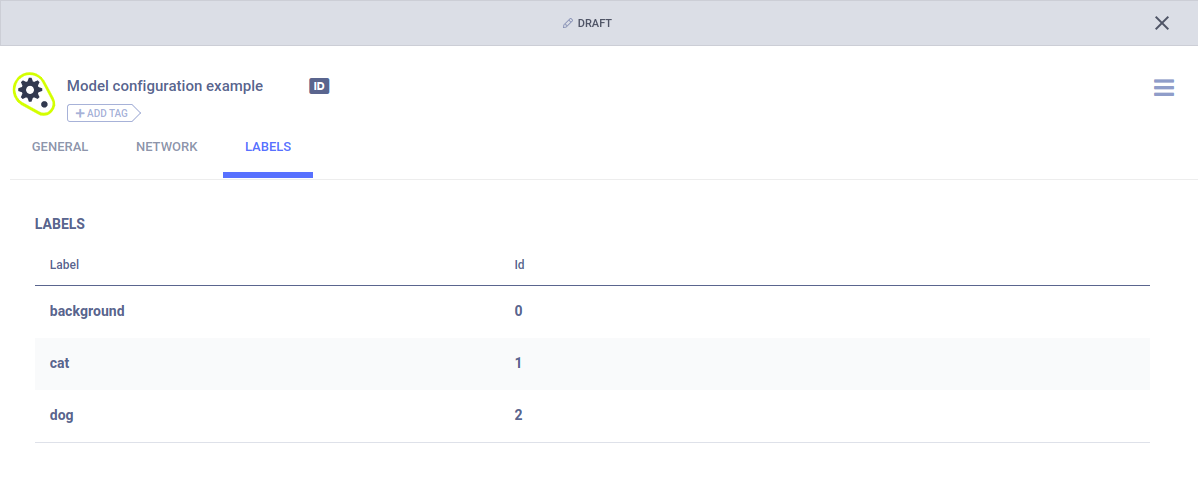 DRAFT
Model configuration example ID
ADD TAG
GENERAL NETWORK LABELS
LABELS
Label Id
background 0
cat 1
dog 2